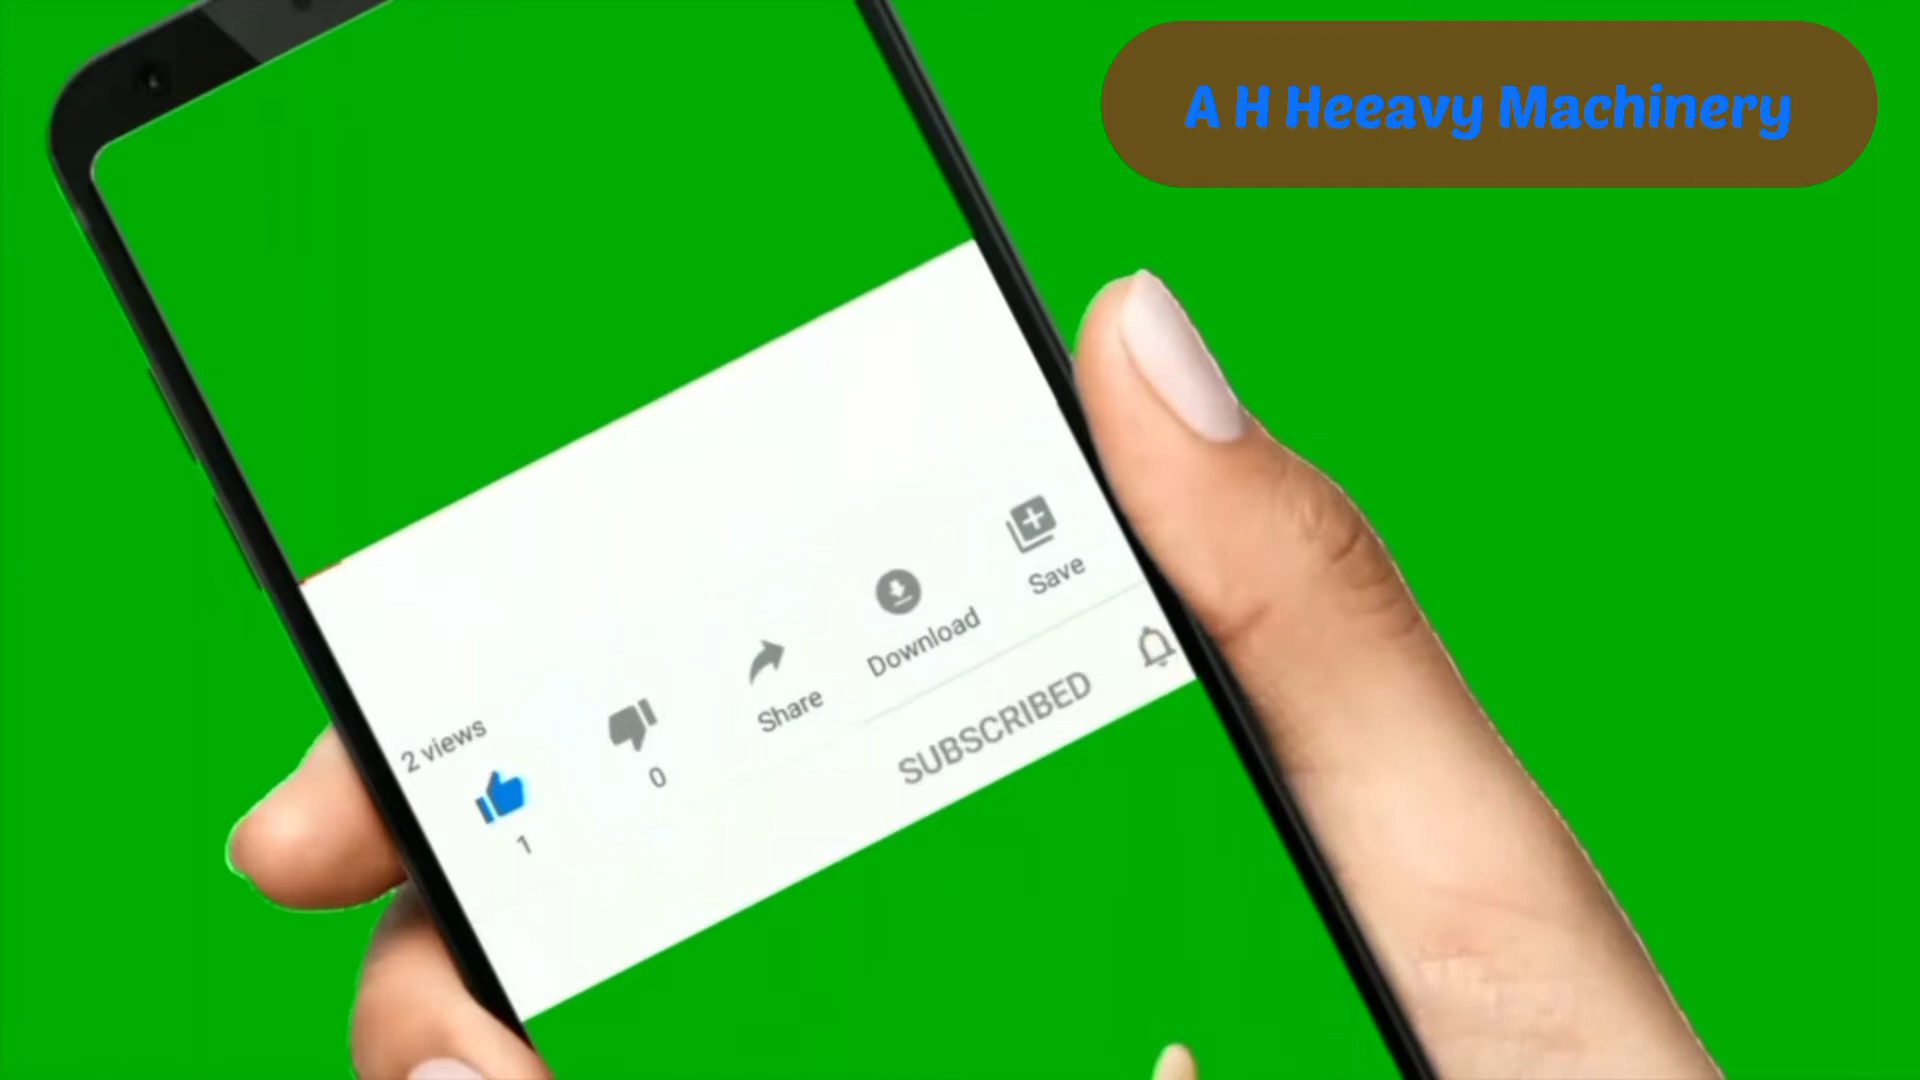 A H Heeavy Machinery
2 views
1
0
Share
Download
Save
SUBSCRIBED